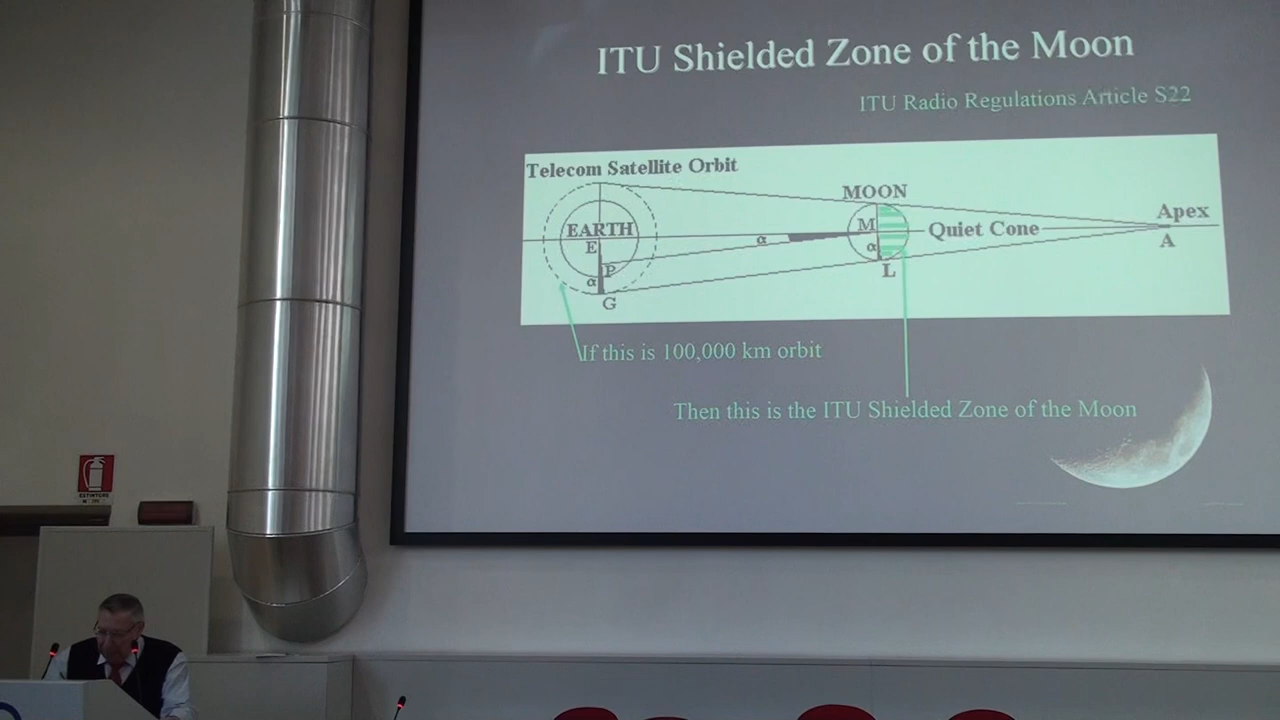 ITU Shielded Zone of the Moon
ITU Radio Regulations Article S22
Telecom Satellite Orbit
MOON
Apex
EARTH
M
Quiet Cone
E
α
α
A
P
L
α
G
If this is 100,000 km orbit
Then this is the ITU Shielded Zone of the Moon
ESTINTORE